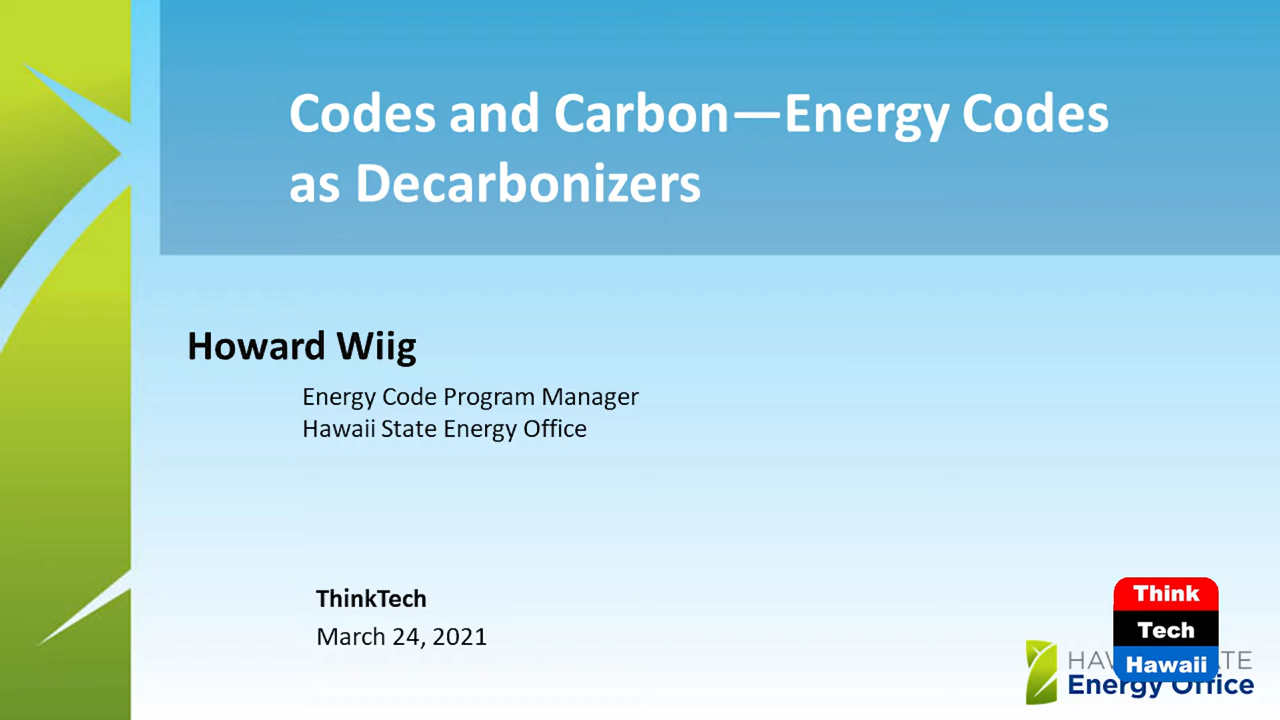 Codes and Carbon—Energy Codes
as Decarbonizers
Howard Wiig
Energy Code Program Manager
Hawaii State Energy Office
ThinkTech
March 24, 2021
Think
Tech
Hawaii
Energy Office